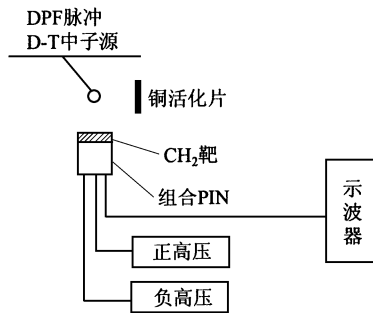 DPF脉冲
D-T中子源
铜活化片
CH₂靶
组合PIN
示波器
正高压
负高压